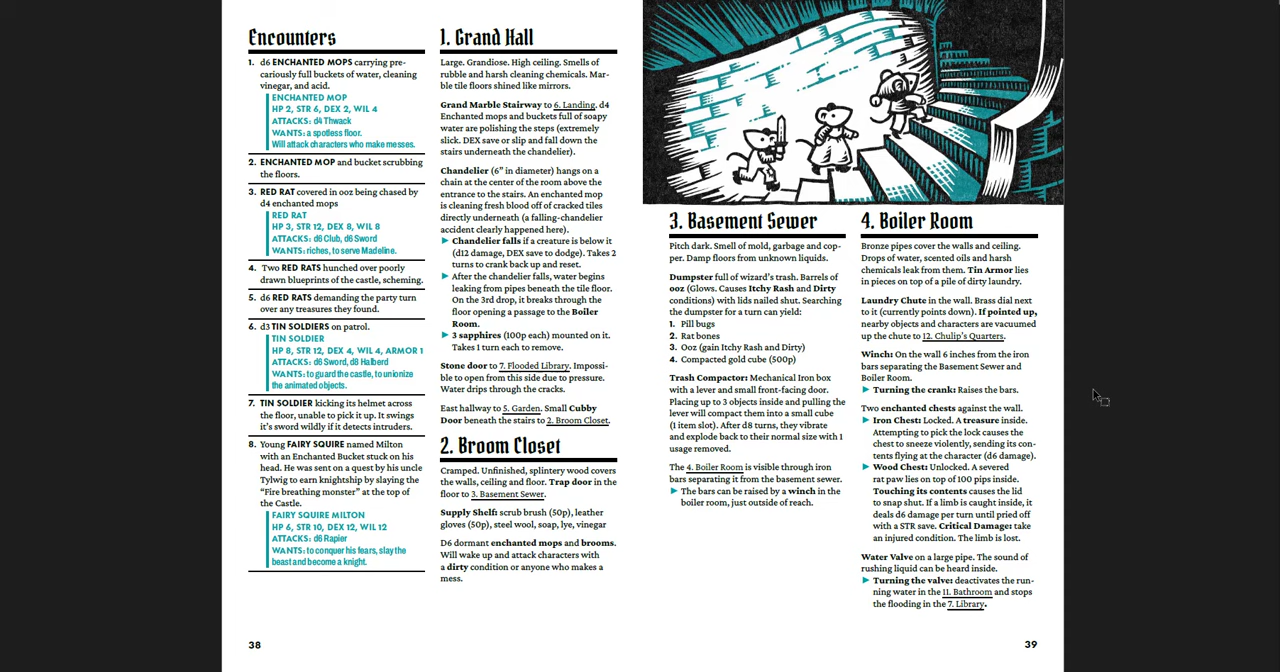 Encounters
1. d6 ENCHANTED MOPS carrying pre-
cariously full buckets of water, cleaning
vinegar, and acid.
ENCHANTED MOP
HP 2, STR 6, DEX 2, WIL 4
ATTACKS: d4 Thwack
WANTS: a spotless floor.
Will attack characters who make messes.
2. ENCHANTED MOP and bucket scrubbing
the floors.
3. RED RAT covered in ooz being chased by
d4 enchanted mops
RED RAT
HP 3, STR 12, DEX 8, WIL 8
ATTACKS: d6 Club, d6 Sword
WANTS: riches, to serve Madeline.
4. Two RED RATS hunched over poorly
drawn blueprints of the castle, scheming.
5. d6 RED RATS demanding the party turn
over any treasures they found.
6. d3 TIN SOLDIERS on patrol.
TIN SOLDIER
HP 8, STR 12, DEX 4, WIL 4, ARMOR 1
ATTACKS: d6 Sword, d8 Halberd
WANTS: to guard the castle, to unionize
the animated objects.
7. TIN SOLDIER kicking its helmet across
the floor, unable to pick it up. It swings
it's sword wildly if it detects intruders.
8. Young FAIRY SQUIRE named Milton
with an Enchanted Bucket stuck on his
head. He was sent on a quest by his uncle
Tylwig to earn knightship by slaying the
"Fire breathing monster" at the top of
the Castle.
FAIRY SQUIRE MILTON
HP 6, STR 10, DEX 12, WIL 12
ATTACKS: d6 Rapier
WANTS: to conquer his fears, slay the
beast and become a knight.
38
1. Grand Hall
Large. Grandiose. High ceiling. Smells of
rubble and harsh cleaning chemicals. Mar-
ble tile floors shined like mirrors.
Grand Marble Stairway to 6. Landing. d4
Enchanted mops and buckets full of soapy
water are polishing the steps (extremely
slick. DEX save or slip and fall down the
stairs underneath the chandelier).
Chandelier (6" in diameter) hangs on a
chain at the center of the room above the
entrance to the stairs. An enchanted mop
is cleaning fresh blood off of cracked tiles
directly underneath (a falling-chandelier
accident clearly happened here).
▶ Chandelier falls if a creature is below it
(d12 damage, DEX save to dodge). Takes 2
turns to crank back up and reset.
▶ After the chandelier falls, water begins
leaking from pipes beneath the tile floor.
On the 3rd drop, it breaks through the
floor opening a passage to the Boiler
Room.
▶ 3 sapphires (100p each) mounted on it.
Takes 1 turn each to remove.
Stone door to 7. Flooded Library. Impossi-
ble to open from this side due to pressure.
Water drips through the cracks.
East hallway to 5. Garden. Small Cubby
Door beneath the stairs to 2. Broom Closet.
2. Broom Closet
Cramped. Unfinished, splintery wood covers
the walls, ceiling and floor. Trap door in the
floor to 3. Basement Sewer.
Supply Shelf: scrub brush (50p), leather
gloves (50p), steel wool, soap, lye, vinegar
D6 dormant enchanted mops and brooms.
Will wake up and attack characters with
a dirty condition or anyone who makes a
mess.
3. Basement Sewer
Pitch dark. Smell of mold, garbage and cop-
per. Damp floors from unknown liquids.
Dumpster full of wizard's trash. Barrels of
ooz (Glows. Causes Itchy Rash and Dirty
conditions) with lids nailed shut. Searching
the dumpster for a turn can yield:
1. Pill bugs
2. Rat bones
3. Ooz (gain Itchy Rash and Dirty)
4. Compacted gold cube (500p)
Trash Compactor: Mechanical Iron box
with a lever and small front-facing door.
Placing up to 3 objects inside and pulling the
lever will compact them into a small cube
(1 item slot). After d8 turns, they vibrate
and explode back to their normal size with 1
usage removed.
The 4. Boiler Room is visible through iron
bars separating it from the basement sewer.
▶ The bars can be raised by a winch in the
boiler room, just outside of reach.
4. Boiler Room
Bronze pipes cover the walls and ceiling.
Drops of water, scented oils and harsh
chemicals leak from them. Tin Armor lies
in pieces on top of a pile of dirty laundry.
Laundry Chute in the wall. Brass dial next
to it (currently points down). If pointed up,
nearby objects and characters are vacuumed
up the chute to 12. Chulip's Quarters.
Winch: On the wall 6 inches from the iron
bars separating the Basement Sewer and
Boiler Room.
▶ Turning the crank: Raises the bars.
Two enchanted chests against the wall.
▶ Iron Chest: Locked. A treasure inside.
Attempting to pick the lock causes the
chest to sneeze violently, sending its con-
tents flying at the character (d6 damage).
▶ Wood Chest: Unlocked. A severed
rat paw lies on top of 100 pips inside.
Touching its contents causes the lid
to snap shut. If a limb is caught inside, it
deals d6 damage per turn until pried off
with a STR save. Critical Damage: take
an injured condition. The limb is lost.
Water Valve on a large pipe. The sound of
rushing liquid can be heard inside.
▶ Turning the valve: deactivates the run-
ning water in the 11. Bathroom and stops
the flooding in the 7. Library.
39